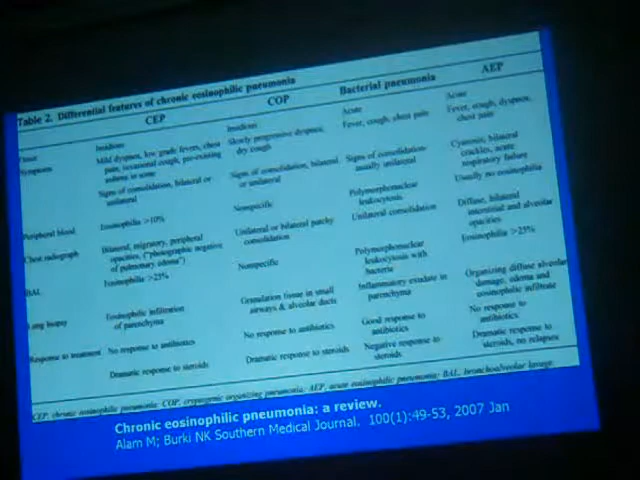 Table 2. Differential features of chronic eosinophilic pneumonia
CEP COP Bacterial pneumonia AEP
Onset Insidious Insidious Acute Acute
Symptoms Mild dyspnea, low grade fevers, chest Slowly progressive dyspnea, Fever, cough, chest pain Fever, cough, dyspnea,
pain, occasional cough, pre-existing dry cough chest pain
asthma in some
Signs of consolidation, bilateral or Signs of consolidation, bilateral Signs of consolidation- Cyanosis, bilateral
unilateral or unilateral usually unilateral crackles, acute
respiratory failure
Peripheral blood Eosinophilia >10% Nonspecific Polymorphonuclear Usually no eosinophilia
leukocytosis
Chest radiograph Bilateral, migratory, peripheral Unilateral or bilateral patchy Unilateral consolidation Diffuse, bilateral
opacities, ("photographic negative consolidation interstitial and alveolar
of pulmonary edema") opacities
BAL Eosinophilia >25% Nonspecific Polymorphonuclear Eosinophilia >25%
leukocytosis with
bacteria
Lung biopsy Eosinophilic infiltration Granulation tissue in small Inflammatory exudate in Organizing diffuse alveolar
of parenchyma airways & alveolar ducts parenchyma damage, edema and
eosinophilic infiltrate
Response to treatment No response to antibiotics No response to antibiotics Good response to No response to
antibiotics antibiotics
Dramatic response to steroids Dramatic response to steroids Negative response to Dramatic response to
steroids steroids, no relapses
CEP: chronic eosinophilic pneumonia; COP, cryptogenic organizing pneumonia; AEP, acute eosinophilic pneumonia; BAL, bronchoalveolar lavage.
Chronic eosinophilic pneumonia: a review.
Alam M; Burki NK Southern Medical Journal. 100(1):49-53, 2007 Jan